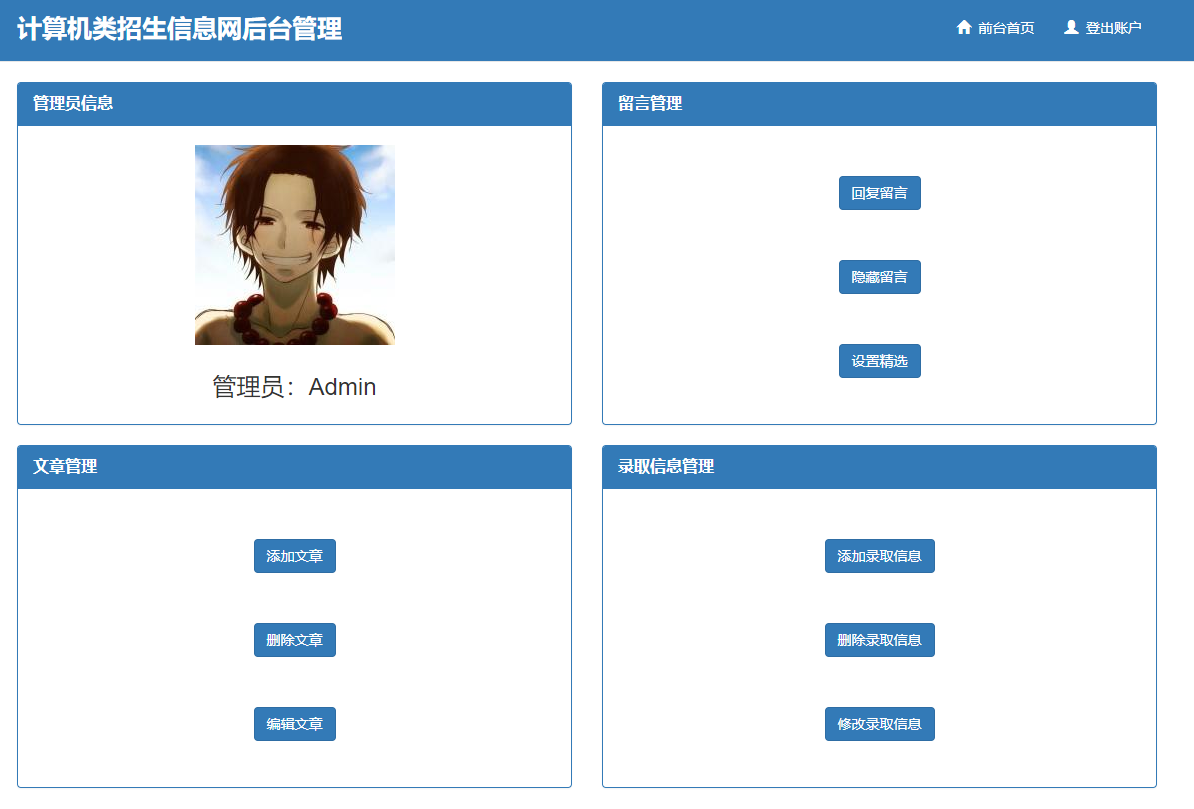 计算机类招生信息网后台管理
前台首页
登出账户
管理员信息
管理员：Admin
留言管理
回复留言
隐藏留言
设置精选
文章管理
添加文章
删除文章
编辑文章
录取信息管理
添加录取信息
删除录取信息
修改录取信息